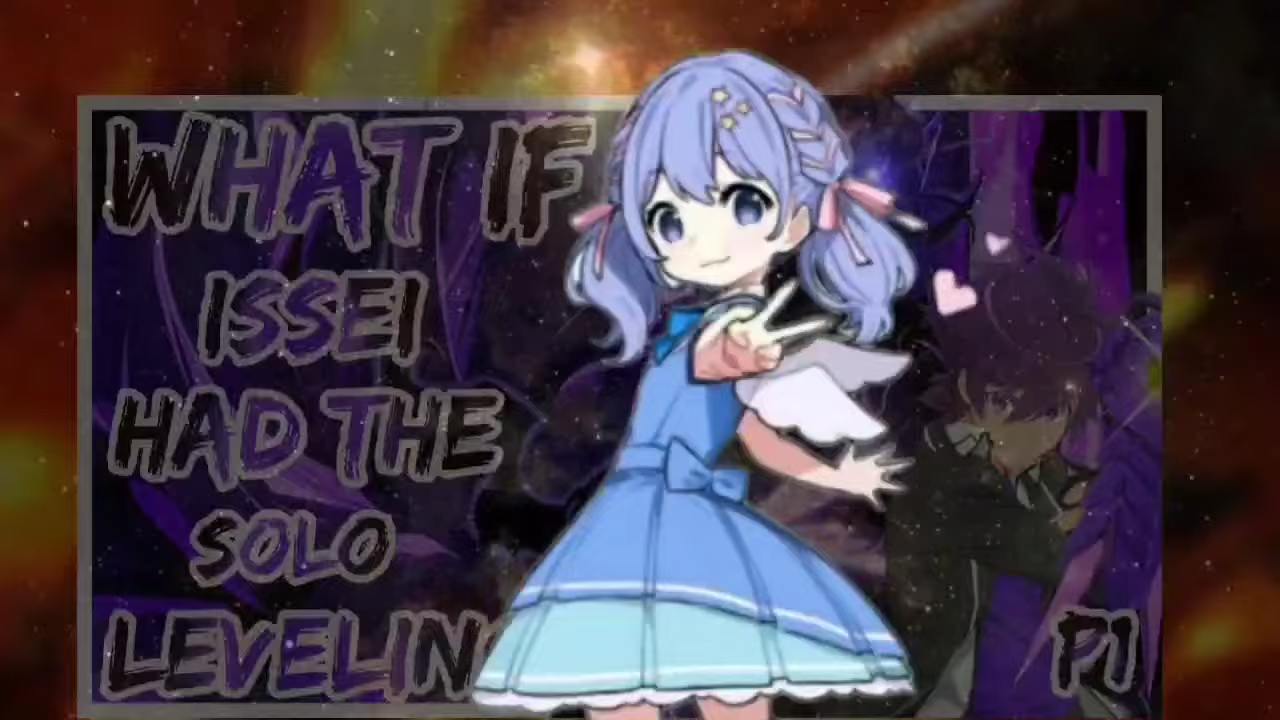 WHAT IF
ISSEI
HAD THE
SOLO
LEVELIN
P1